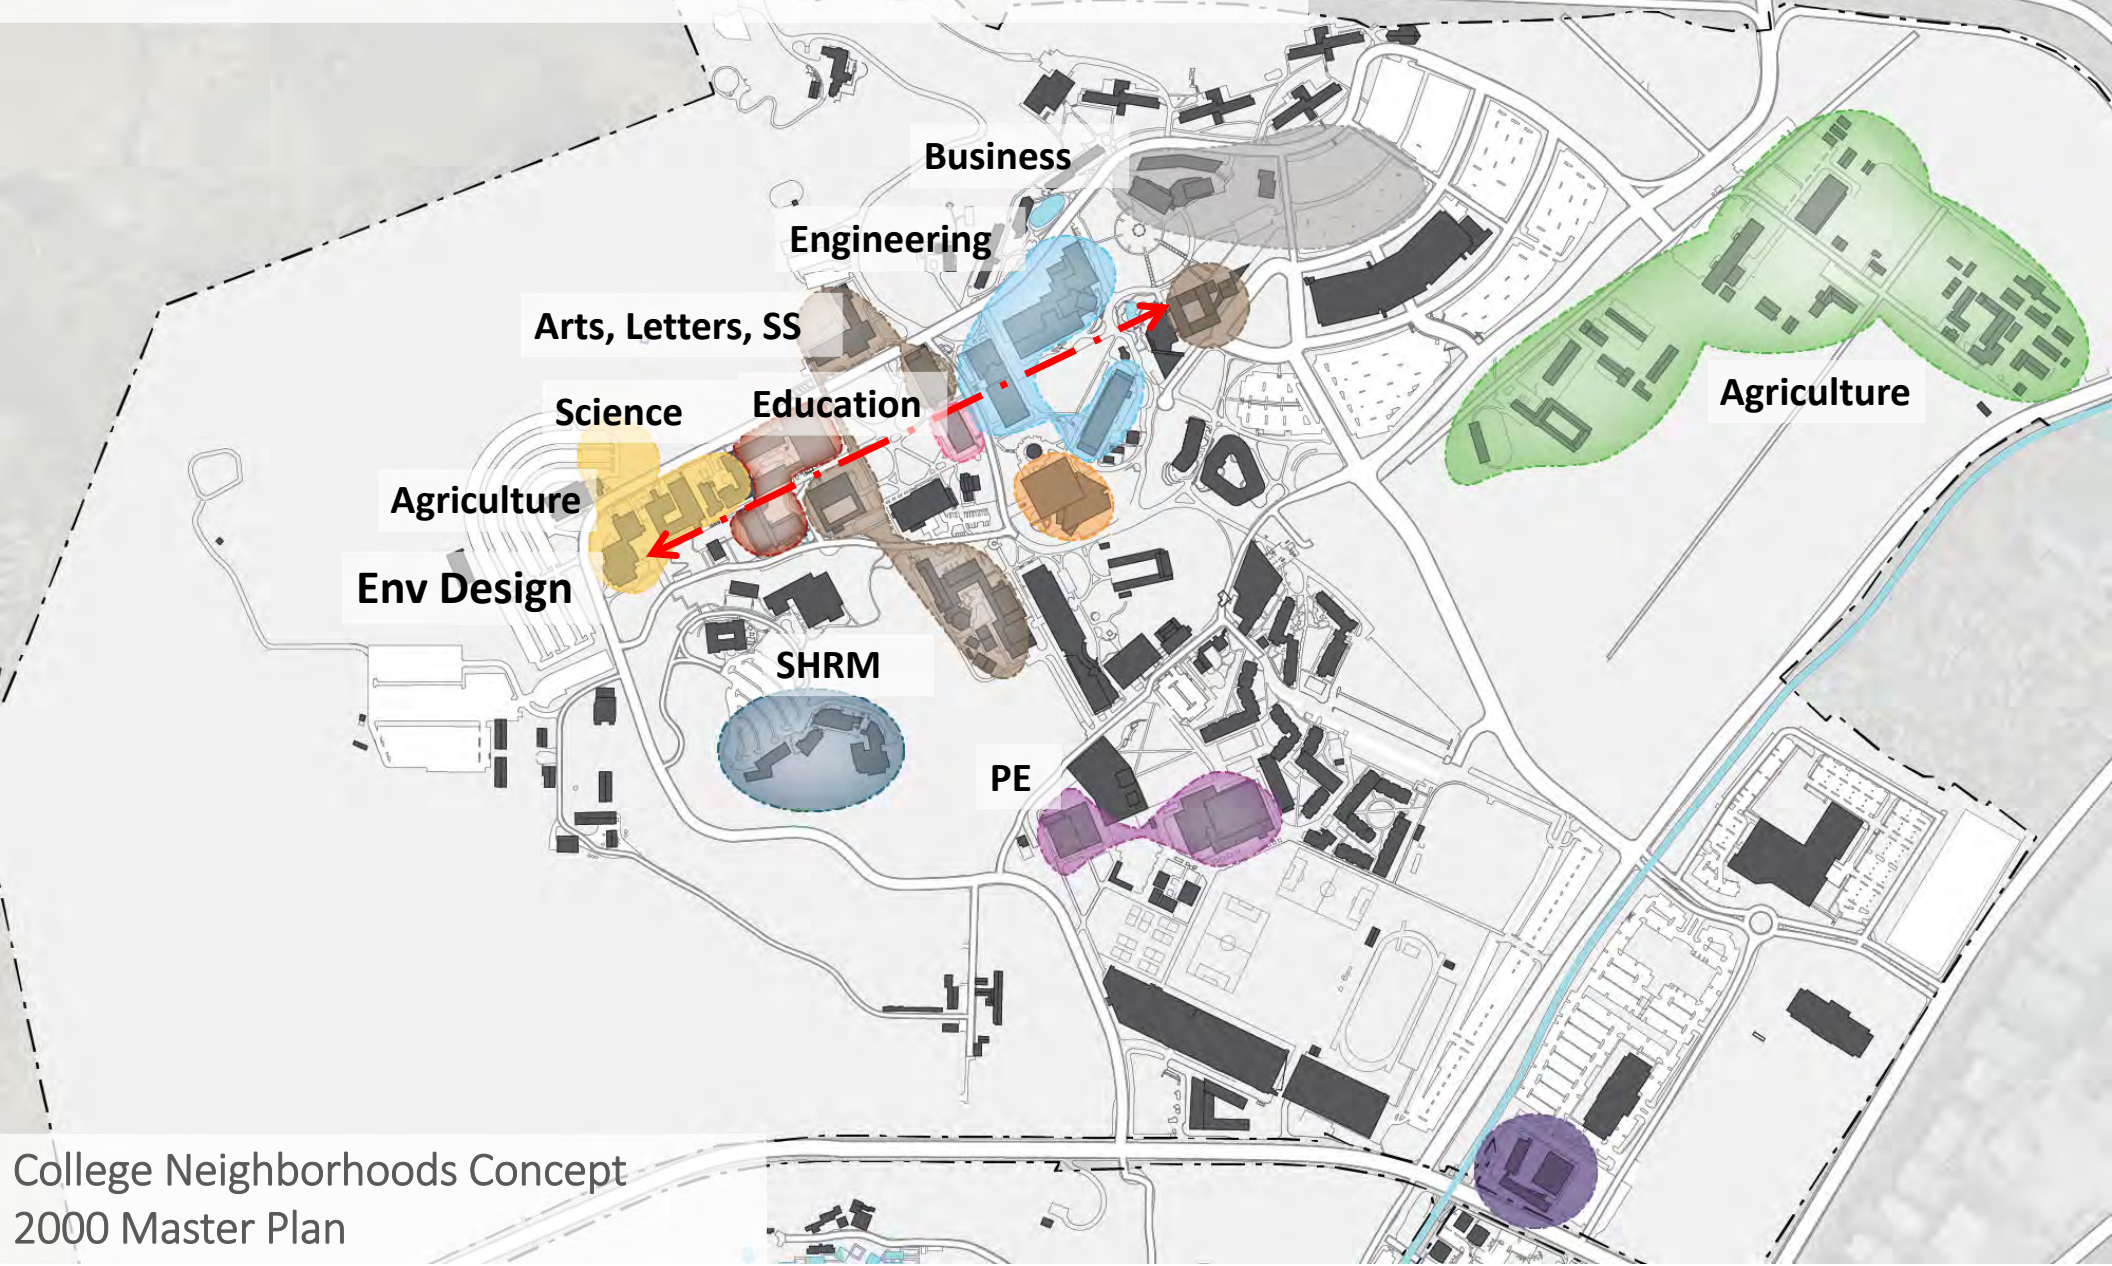 Business
Engineering
Arts, Letters, SS
Science
Education
Agriculture
Agriculture
Env Design
SHRM
PE
College Neighborhoods Concept
2000 Master Plan